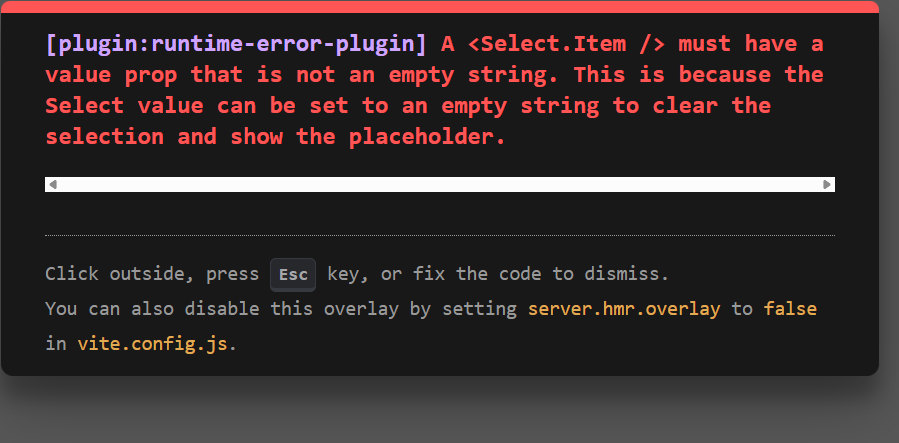 [plugin:runtime-error-plugin] A <Select.Item /> must have a
value prop that is not an empty string. This is because the
Select value can be set to an empty string to clear the
selection and show the placeholder.
Click outside, press Esc key, or fix the code to dismiss.
You can also disable this overlay by setting server.hmr.overlay to false
in vite.config.js.